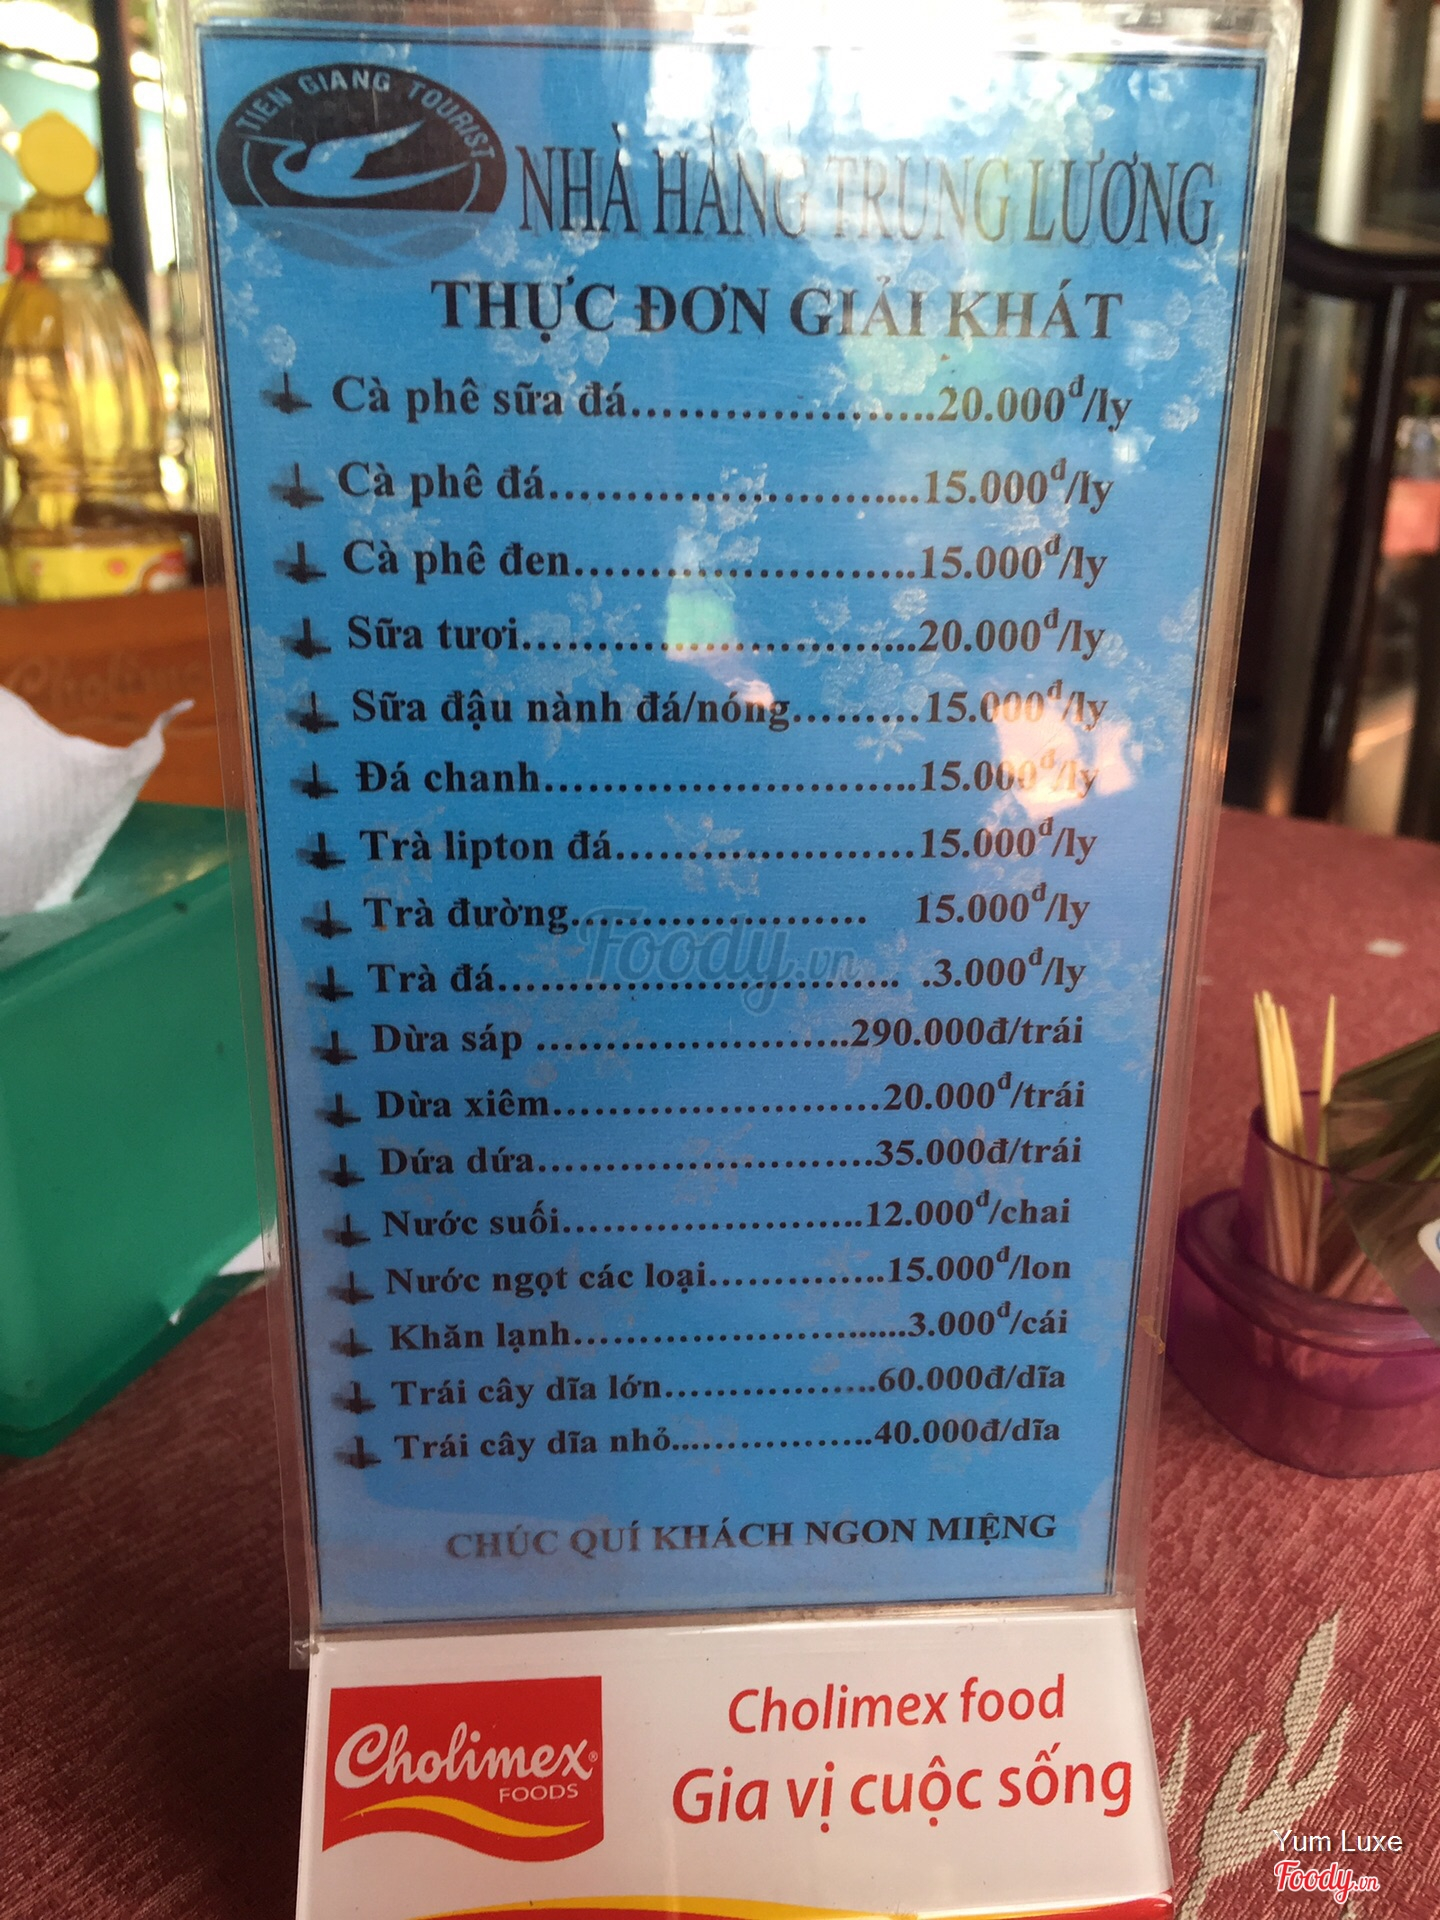 TIEN GIANG TOURIST
NHÀ HÀNG TRUNG LƯƠNG
THỰC ĐƠN GIẢI KHÁT
Cà phê sữa đá.....................20.000đ/ly
Cà phê đá.........................15.000đ/ly
Cà phê đen........................15.000đ/ly
Sữa tươi..........................20.000đ/ly
Sữa đậu nành đá/nóng.........15.000đ/ly
Đá chanh.........................15.000đ/ly
Trà lipton đá.....................15.000đ/ly
Trà đường...................... 15.000đ/ly
Trà đá............................ .3.000đ/ly
Dừa sáp ......................290.000đ/trái
Dừa xiêm........................20.000đ/trái
Dứa dứa.........................35.000đ/trái
Nước suối......................12.000đ/chai
Nước ngọt các loại..............15.000đ/lon
Khăn lạnh.........................3.000đ/cái
Trái cây dĩa lớn.................60.000đ/dĩa
Trái cây dĩa nhỏ.................40.000đ/dĩa
CHÚC QUÍ KHÁCH NGON MIỆNG
Foody.vn
Cholimex®
FOODS
Cholimex food
Gia vị cuộc sống
Yum Luxe
Foody.vn
Cholimex